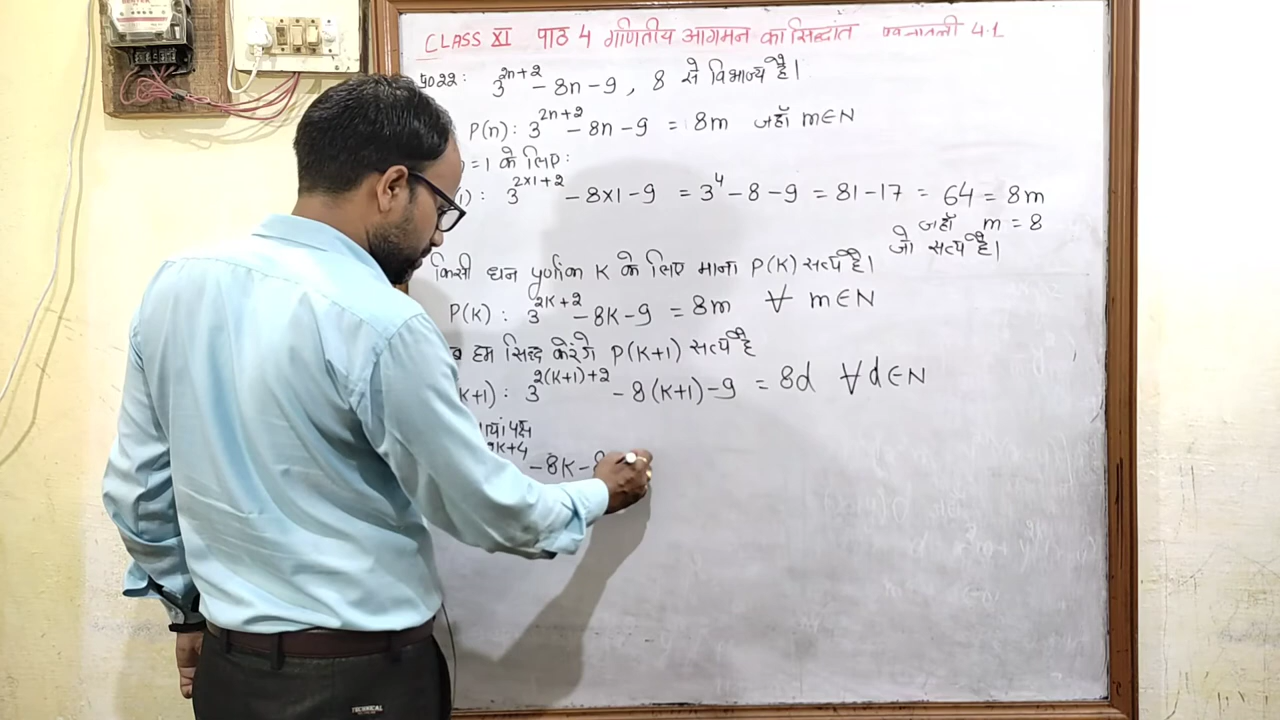 CLASS XI पाठ 4 गणितीय आगमन का सिद्धांत प्रश्नावली 4.1
प्र022: 3^{2n+2} - 8n - 9 , 8 से विभाज्य है।
P(n): 3^{2n+2} - 8n - 9 = 8m जहाँ m∈N
=1 के लिए:
): 3^{2×1+2} - 8×1 - 9 = 3^4 - 8 - 9 = 81 - 17 = 64 = 8m
जहाँ m = 8
जो सत्य है।
किसी धन पूर्णांक K के लिए माना P(K) सत्य है।
P(K): 3^{2K+2} - 8K - 9 = 8m ∀ m∈N
हम सिद्ध करेंगे P(K+1) सत्य है
K+1): 3^{2(K+1)+2} - 8(K+1) - 9 = 8d ∀ d∈N
पक्ष
K+4 - 8K -
TECHNICAL